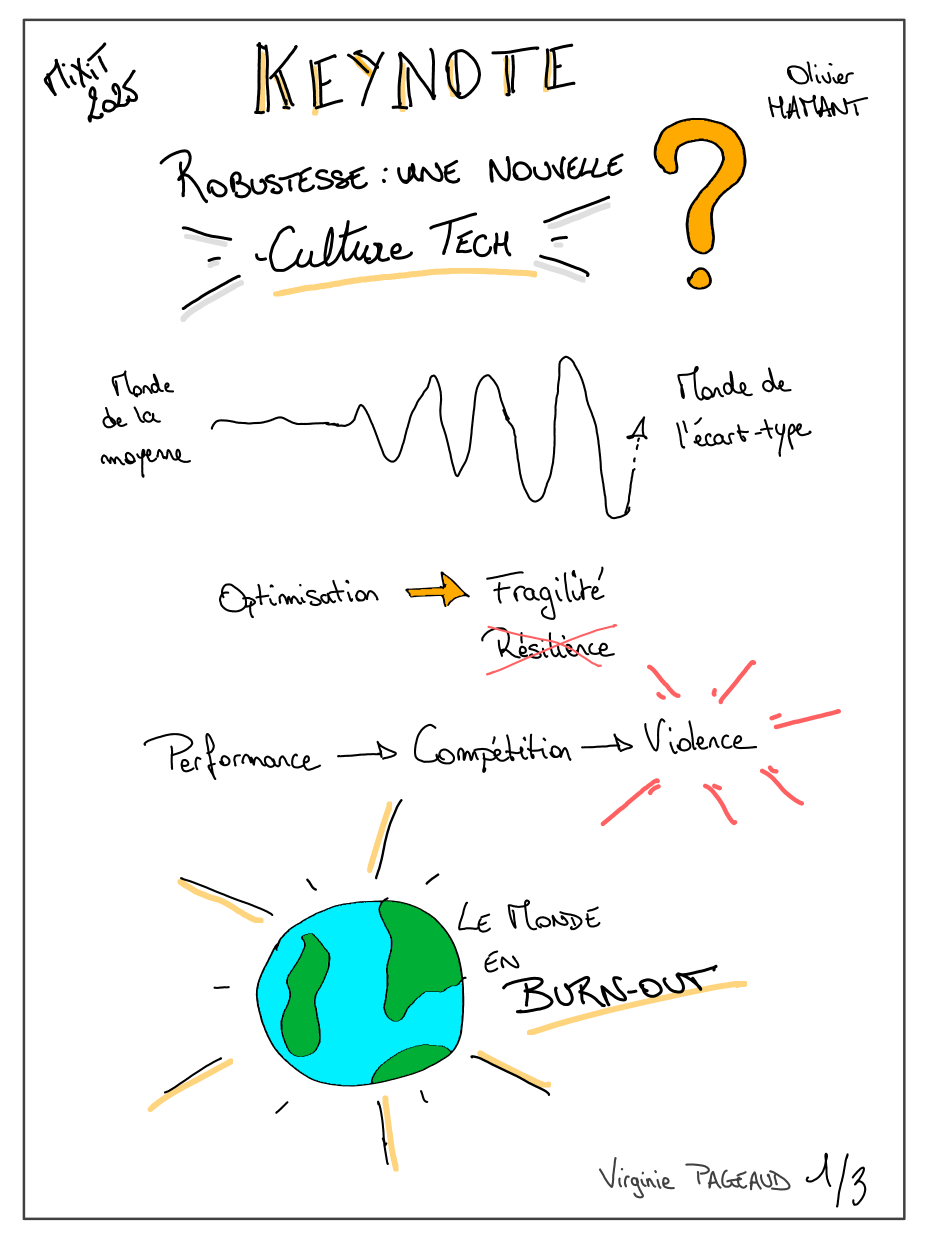 MiXiT
2025
KEYNOTE
Olivier
HAMANT
ROBUSTESSE : UNE NOUVELLE
Culture TECH ?
Monde
de la
moyenne
Monde de
l'écart-type
Optimisation → Fragilité
Résilience
Performance → Compétition → Violence
LE MONDE
EN
BURN-OUT
Virginie PAGEAUD 1/3